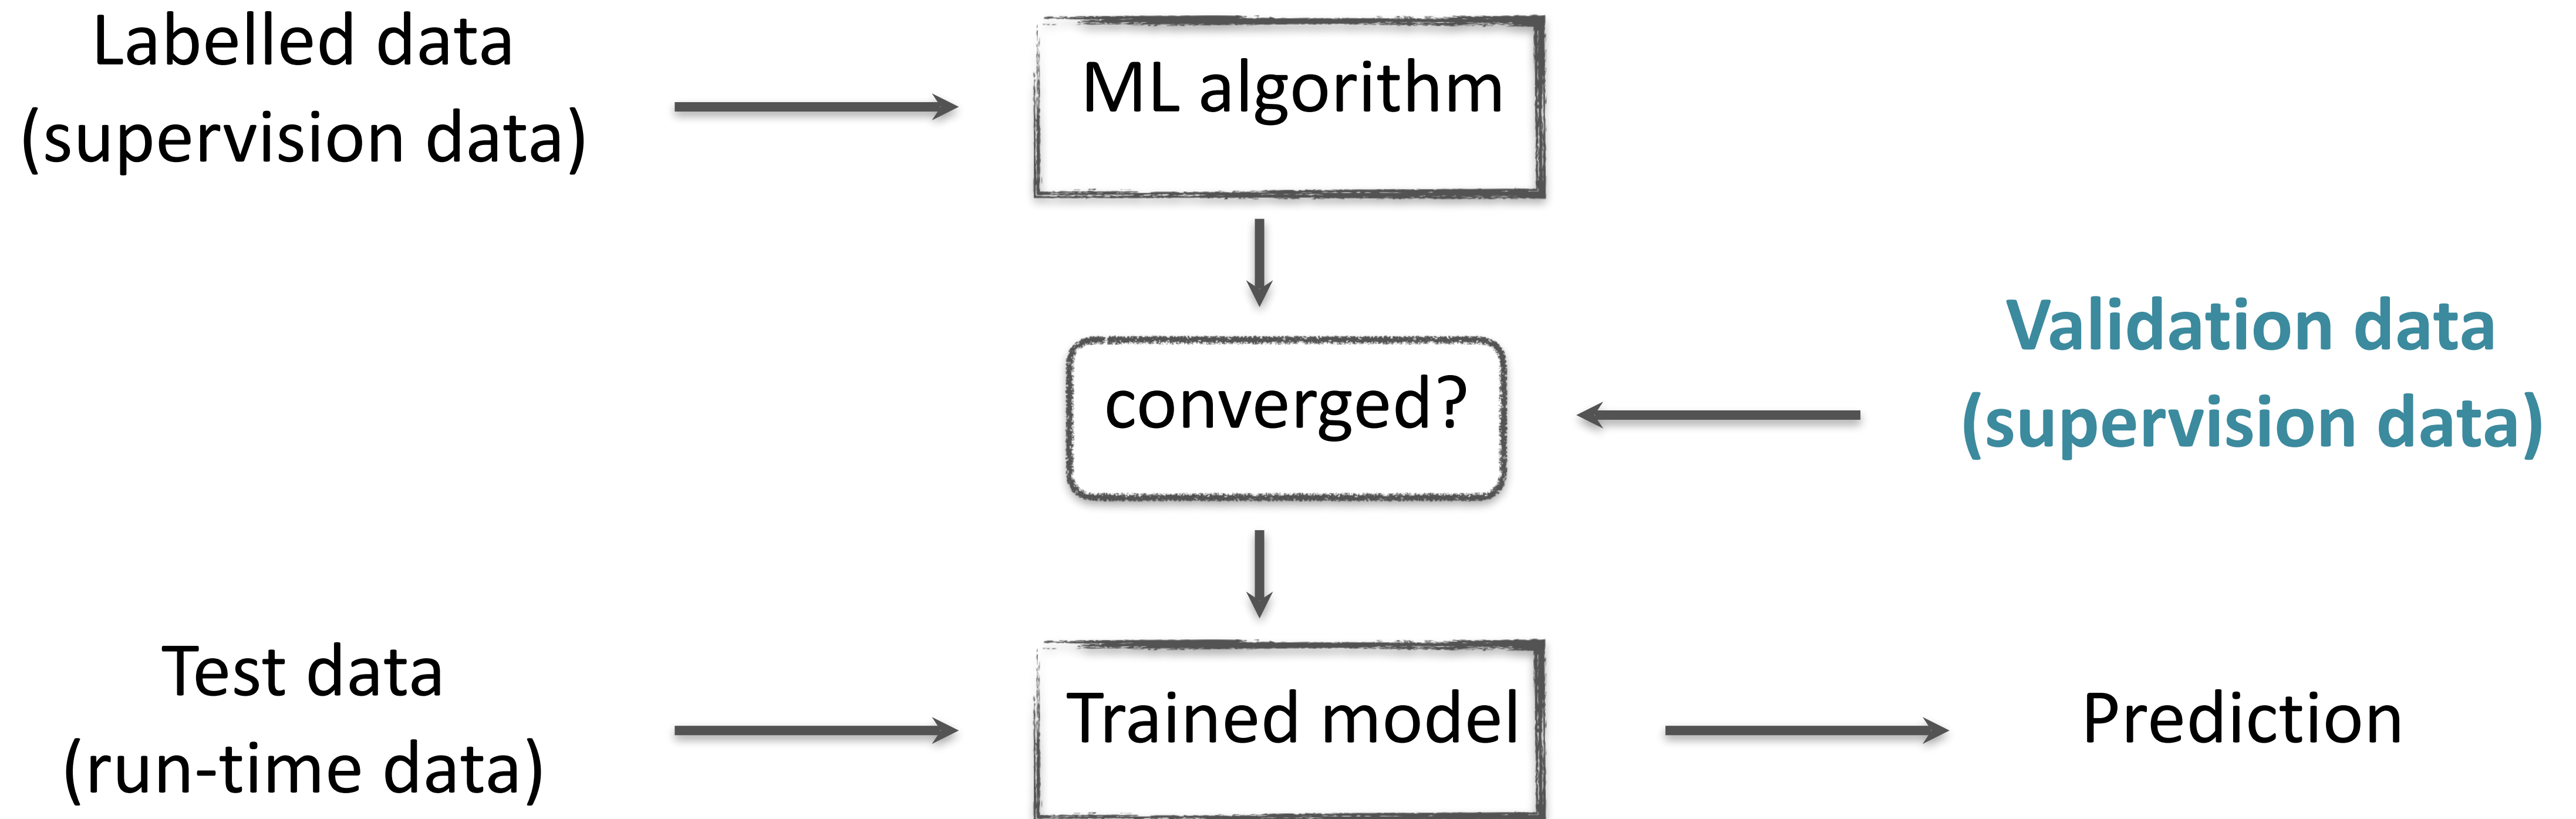 Labelled data
(supervision data)
ML algorithm
converged?
Validation data
(supervision data)
Test data
(run-time data)
Trained model
Prediction